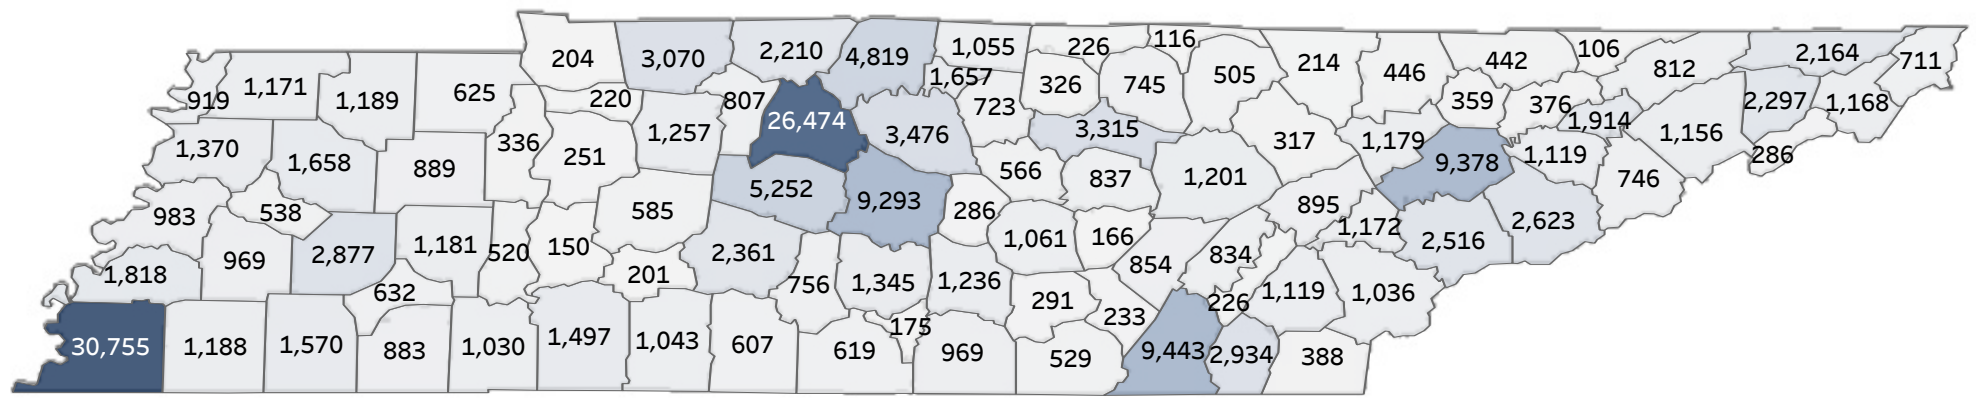 204 3,070 2,210 4,819 1,055 226 116
919 1,171 1,189 625 220 807 1,657 326 745 505 214 446 442 106 812 2,164 711
336 251 1,257 26,474 3,476 723 3,315 317 359 376 1,914 1,156 2,297 1,168
1,370 1,658 889 566 837 1,201 1,179 9,378 1,119 746 286
983 538 585 5,252 9,293 286 895 1,172 2,516 2,623
1,818 969 2,877 1,181 520 150 201 2,361 1,061 166 854 834
632 756 1,345 1,236 291 233 226 1,119 1,036
30,755 1,188 1,570 883 1,030 1,497 1,043 607 619 175 969 529 9,443 2,934 388